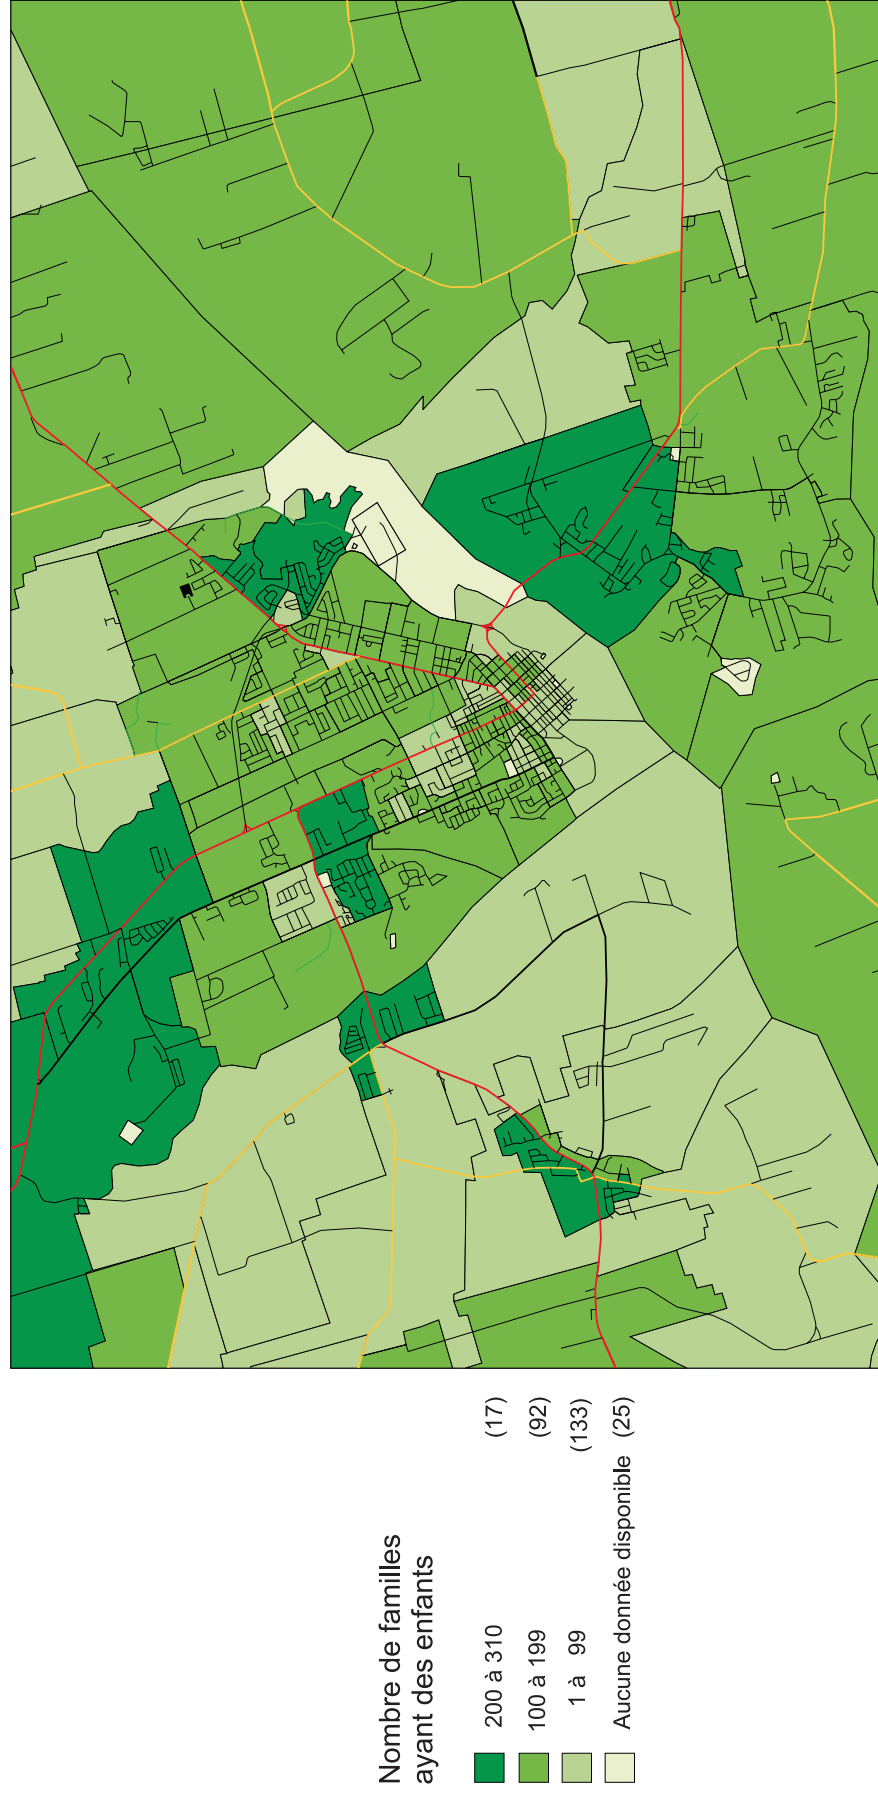 Nombre de familles
ayant des enfants
200 à 310 (17)
100 à 199 (92)
1 à 99 (133)
Aucune donnée disponible (25)